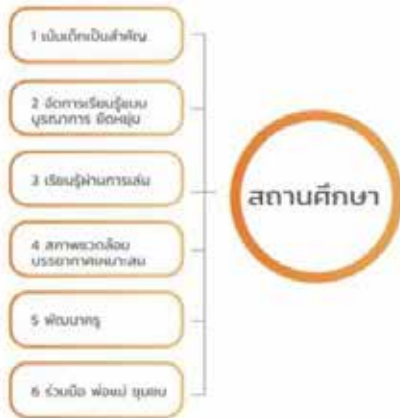 1 เน้นเด็กเป็นสำคัญ
2 จัดการเรียนรู้แบบ
บูรณาการ ยืดหยุ่น
3 เรียนรู้ผ่านการเล่น
4 สภาพแวดล้อม
บรรยากาศเหมาะสม
5 พัฒนาครู
6 ร่วมมือ พ่อแม่ ชุมชน
สถานศึกษา